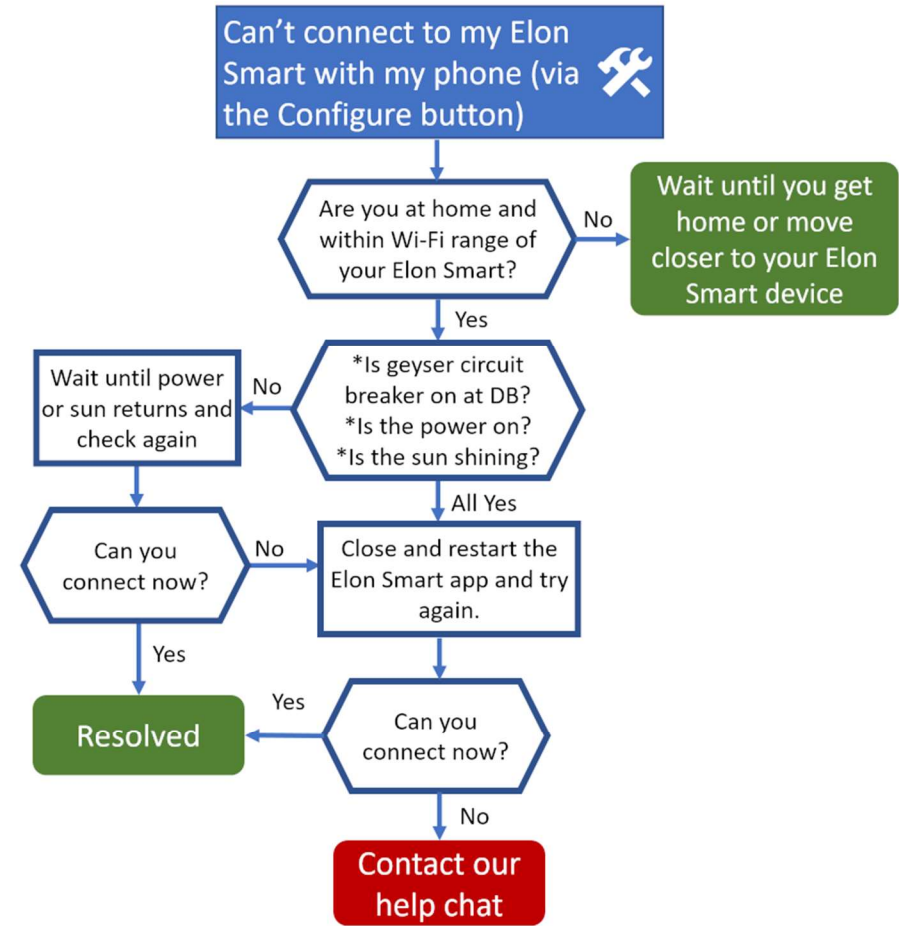 Can’t connect to my Elon
Smart with my phone (via
the Configure button)
Are you at home and
within Wi-Fi range of
your Elon Smart?
No
Wait until you get
home or move
closer to your Elon
Smart device
Yes
*Is geyser circuit
breaker on at DB?
*Is the power on?
*Is the sun shining?
No
Wait until power
or sun returns and
check again
All Yes
Can you
connect now?
No
Close and restart the
Elon Smart app and try
again.
Yes
Resolved
Yes
Can you
connect now?
No
Contact our
help chat